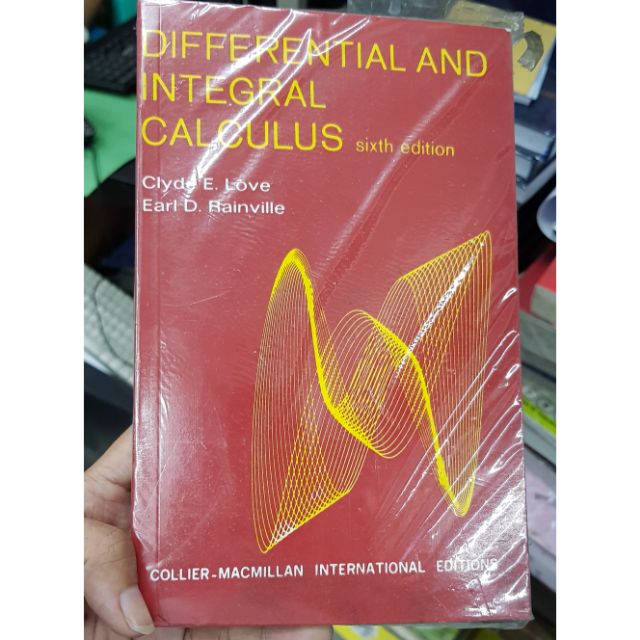 DIFFERENTIAL AND
INTEGRAL
CALCULUS sixth edition
Clyde E. Love
Earl D. Rainville
COLLIER-MACMILLAN INTERNATIONAL EDITIONS